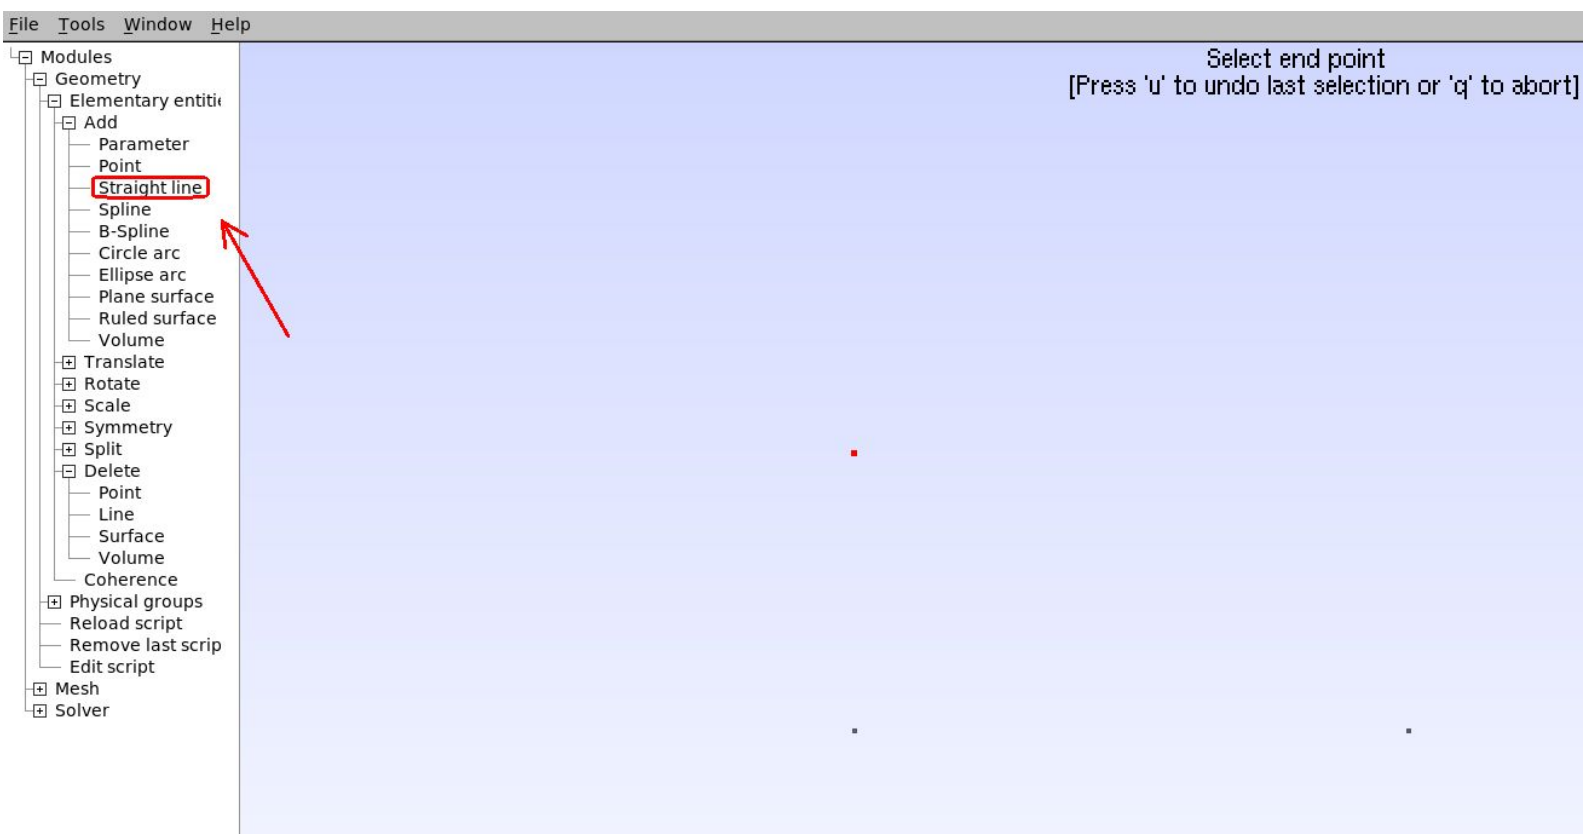 File Tools Window Help
Modules
Geometry
Elementary entitie
Add
Parameter
Point
Straight line
Spline
B-Spline
Circle arc
Ellipse arc
Plane surface
Ruled surface
Volume
Translate
Rotate
Scale
Symmetry
Split
Delete
Point
Line
Surface
Volume
Coherence
Physical groups
Reload script
Remove last scrip
Edit script
Mesh
Solver
Select end point
[Press 'u' to undo last selection or 'q' to abort]